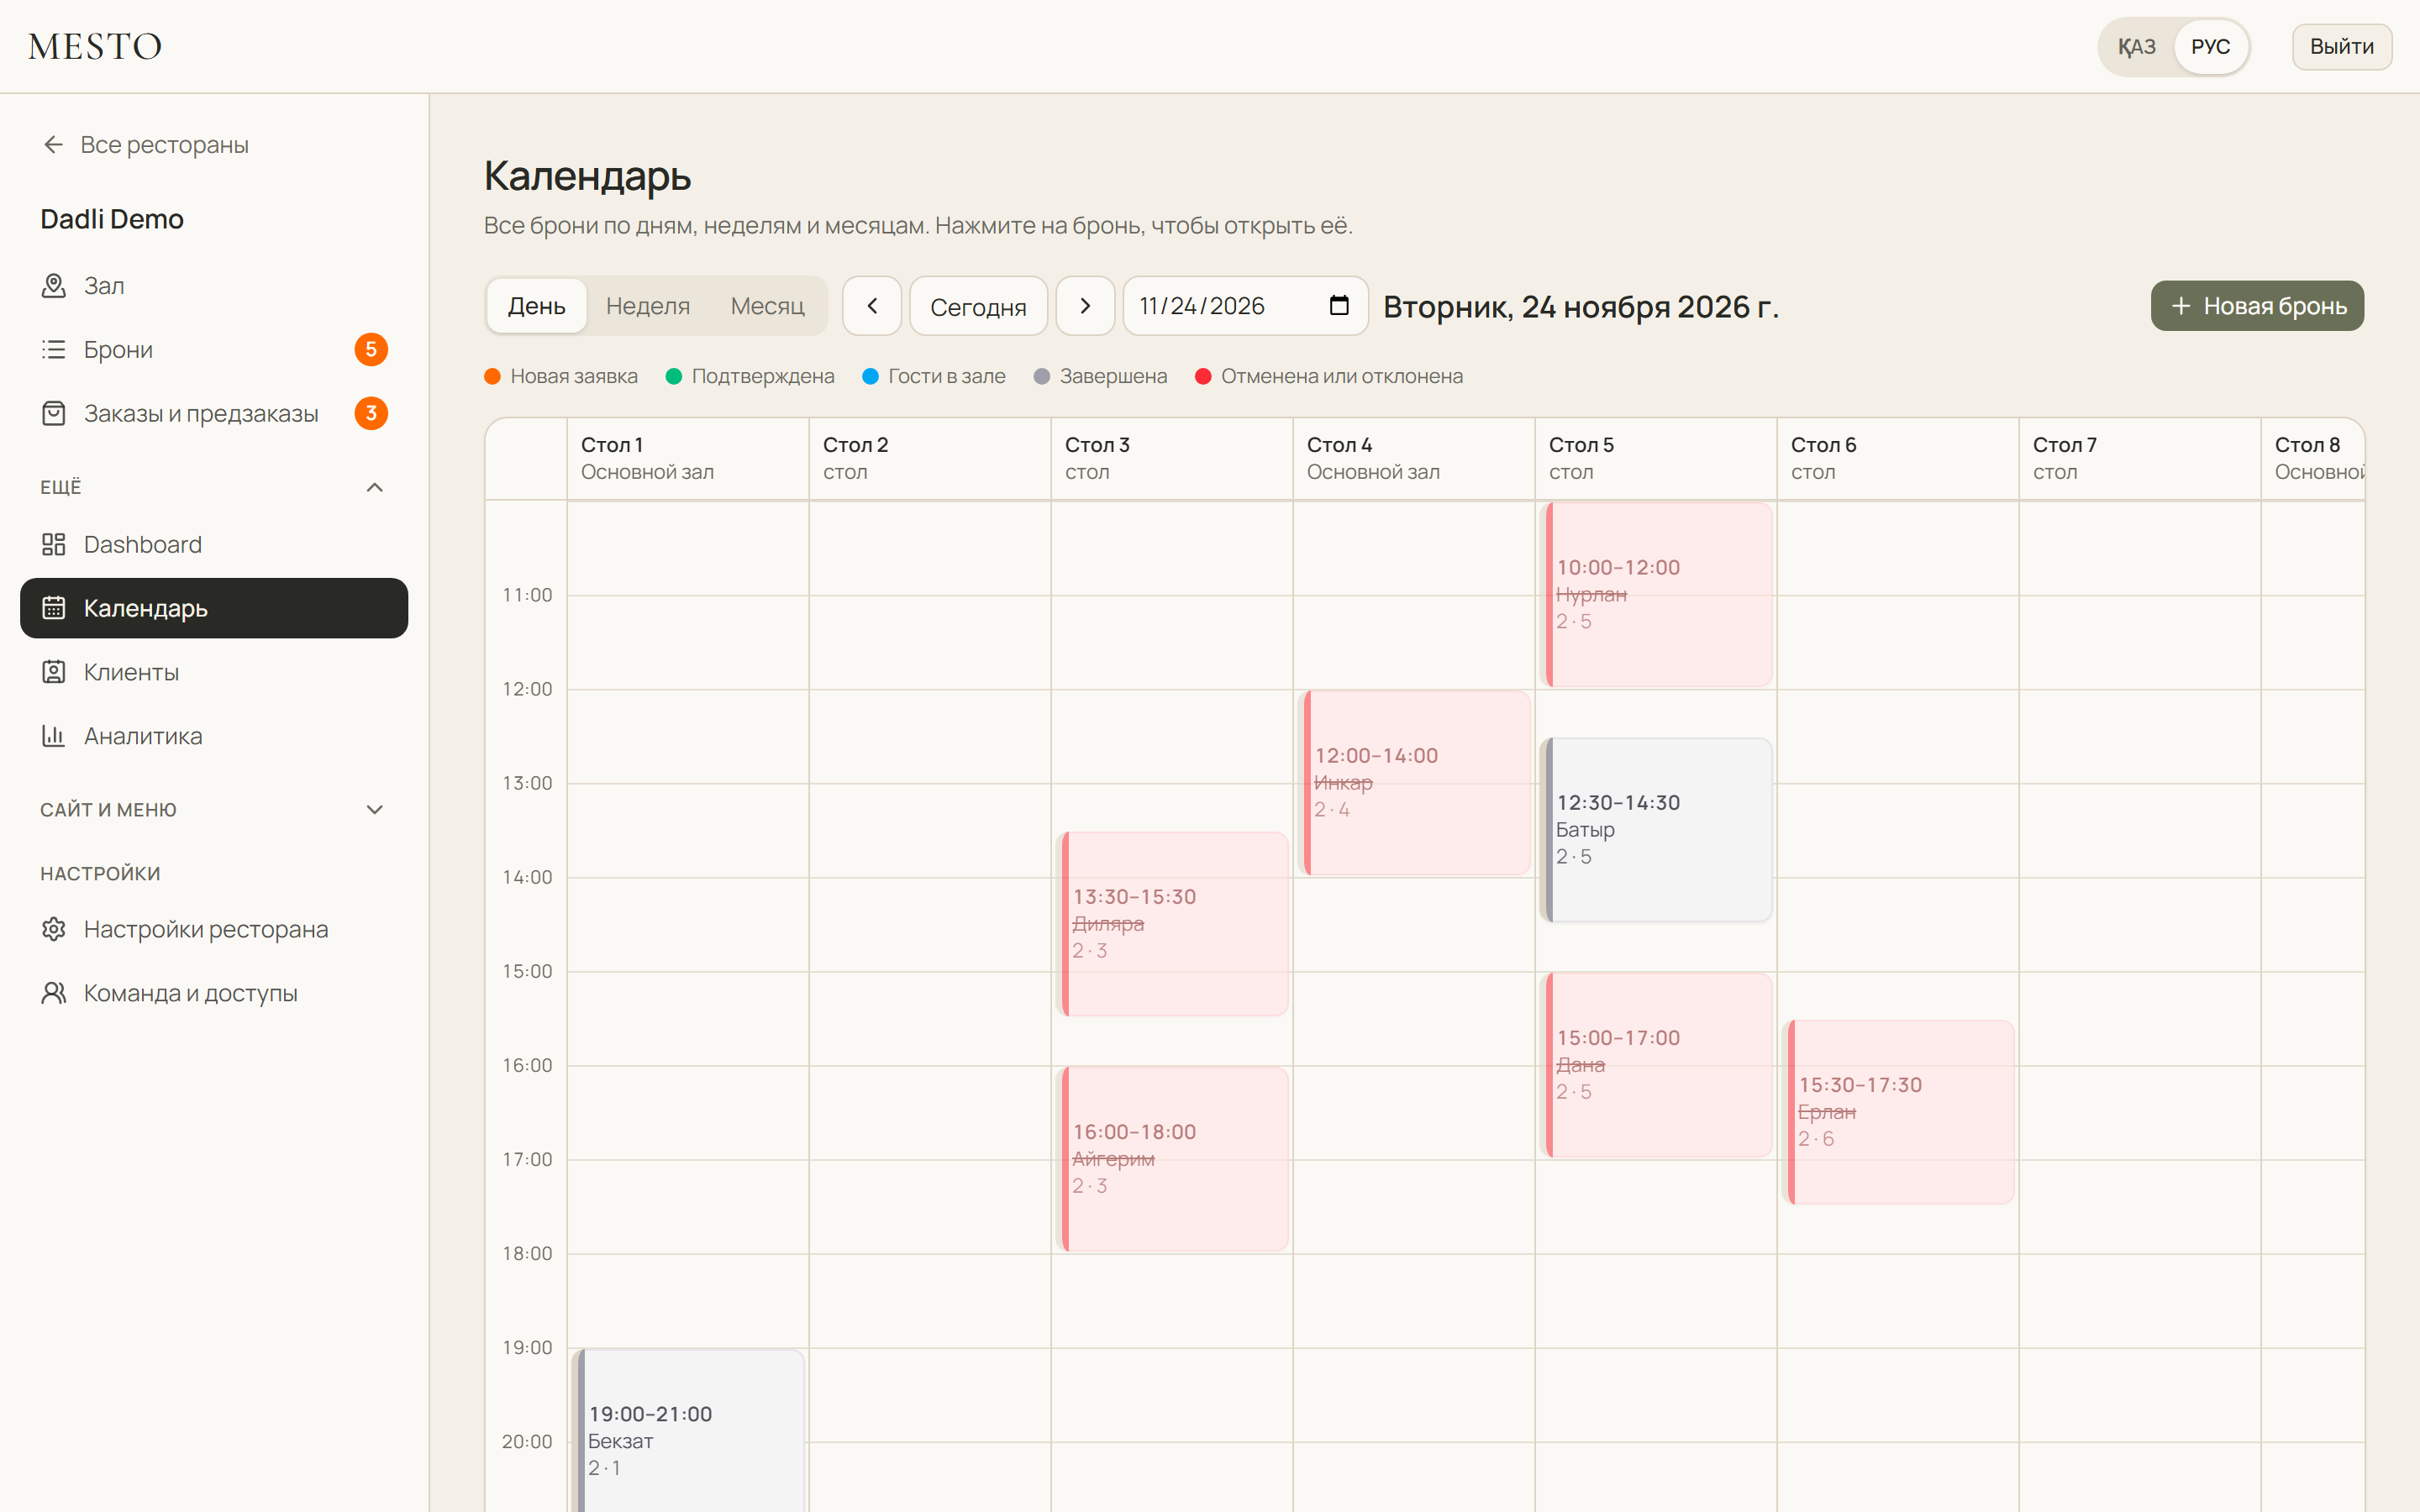 MESTO
ҚАЗ
РУС
Выйти
Все рестораны
Dadli Demo
Зал
Брони
5
Заказы и предзаказы
3
ЕЩЁ
Dashboard
Календарь
Клиенты
Аналитика
САЙТ И МЕНЮ
НАСТРОЙКИ
Настройки ресторана
Команда и доступы
Календарь
Все брони по дням, неделям и месяцам. Нажмите на бронь, чтобы открыть её.
День
Неделя
Месяц
Сегодня
11/24/2026
Вторник, 24 ноября 2026 г.
Новая бронь
Новая заявка
Подтверждена
Гости в зале
Завершена
Отменена или отклонена
Стол 1
Основной зал
Стол 2
стол
Стол 3
стол
Стол 4
Основной зал
Стол 5
стол
Стол 6
стол
Стол 7
стол
Стол 8
Основной
11:00
12:00
13:00
14:00
15:00
16:00
17:00
18:00
19:00
20:00
10:00–12:00
Нурлан
2 · 5
12:00–14:00
Инкар
2 · 4
12:30–14:30
Батыр
2 · 5
13:30–15:30
Диляра
2 · 3
15:00–17:00
Дана
2 · 5
15:30–17:30
Ерлан
2 · 6
16:00–18:00
Айгерим
2 · 3
19:00–21:00
Бекзат
2 · 1